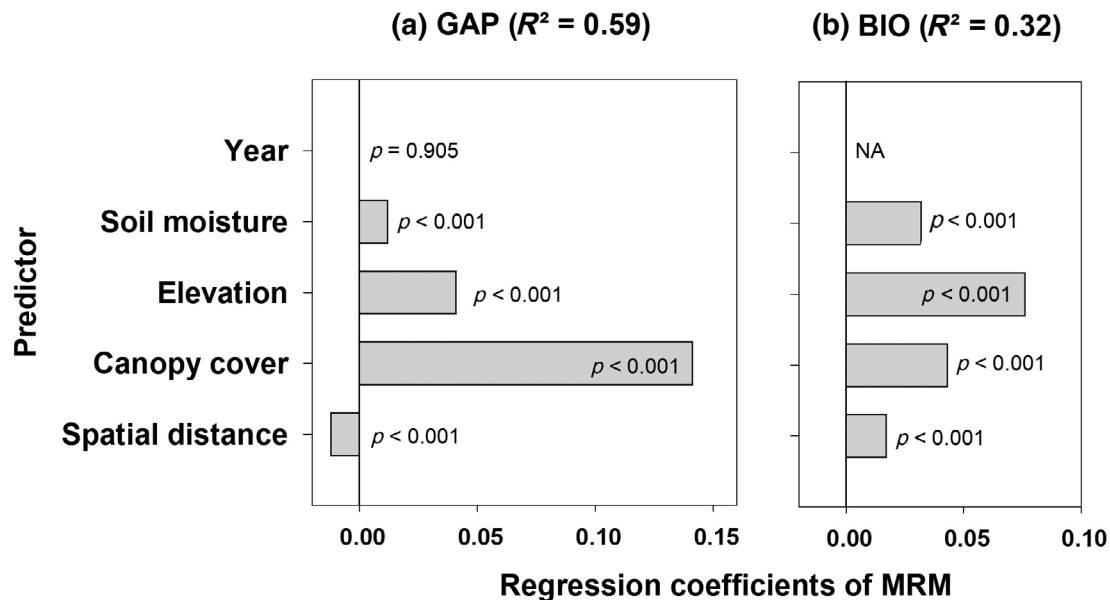 (a) GAP (R² = 0.59)
(b) BIO (R² = 0.32)
Predictor
Year
p = 0.905
NA
Soil moisture
p < 0.001
p < 0.001
Elevation
p < 0.001
p < 0.001
Canopy cover
p < 0.001
p < 0.001
Spatial distance
p < 0.001
p < 0.001
0.00 0.05 0.10 0.15
0.00 0.05 0.10
Regression coefficients of MRM